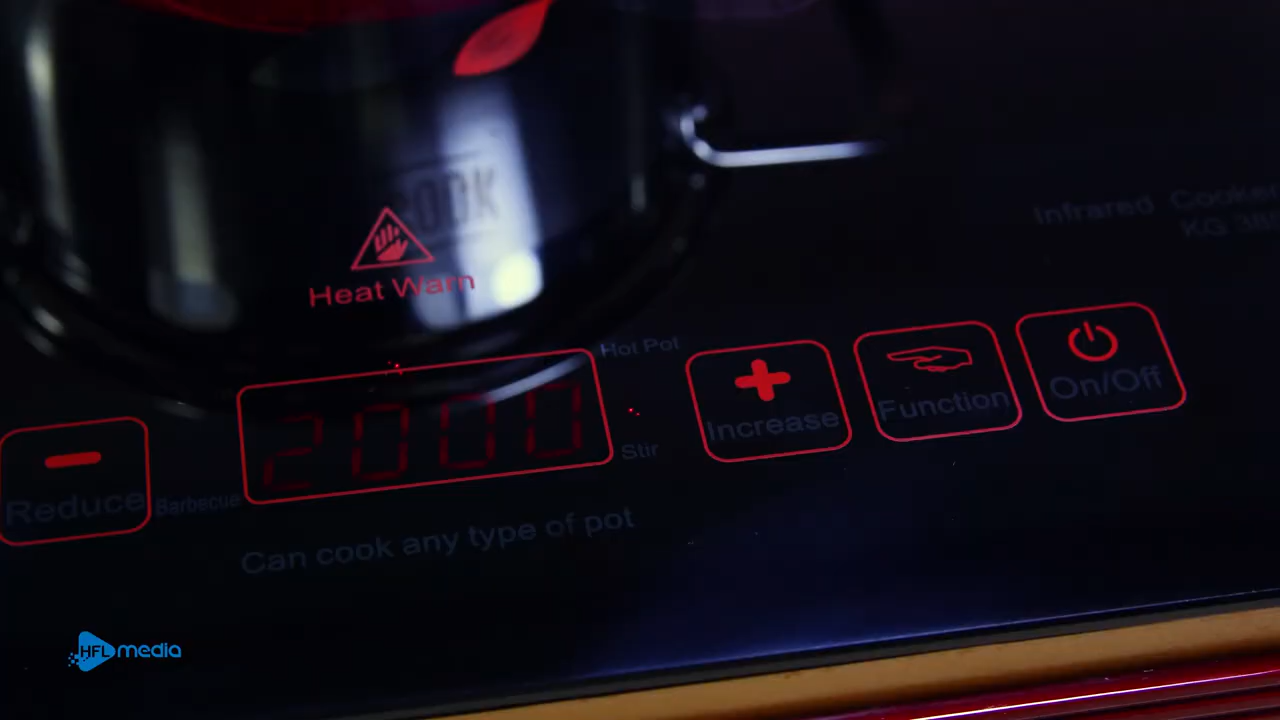 Heat Warn
Infrared Cooker
Hot Pot
2000
Stir
Increase
Function
On/Off
Reduce
Barbecue
Can cook any type of pot
HFL media